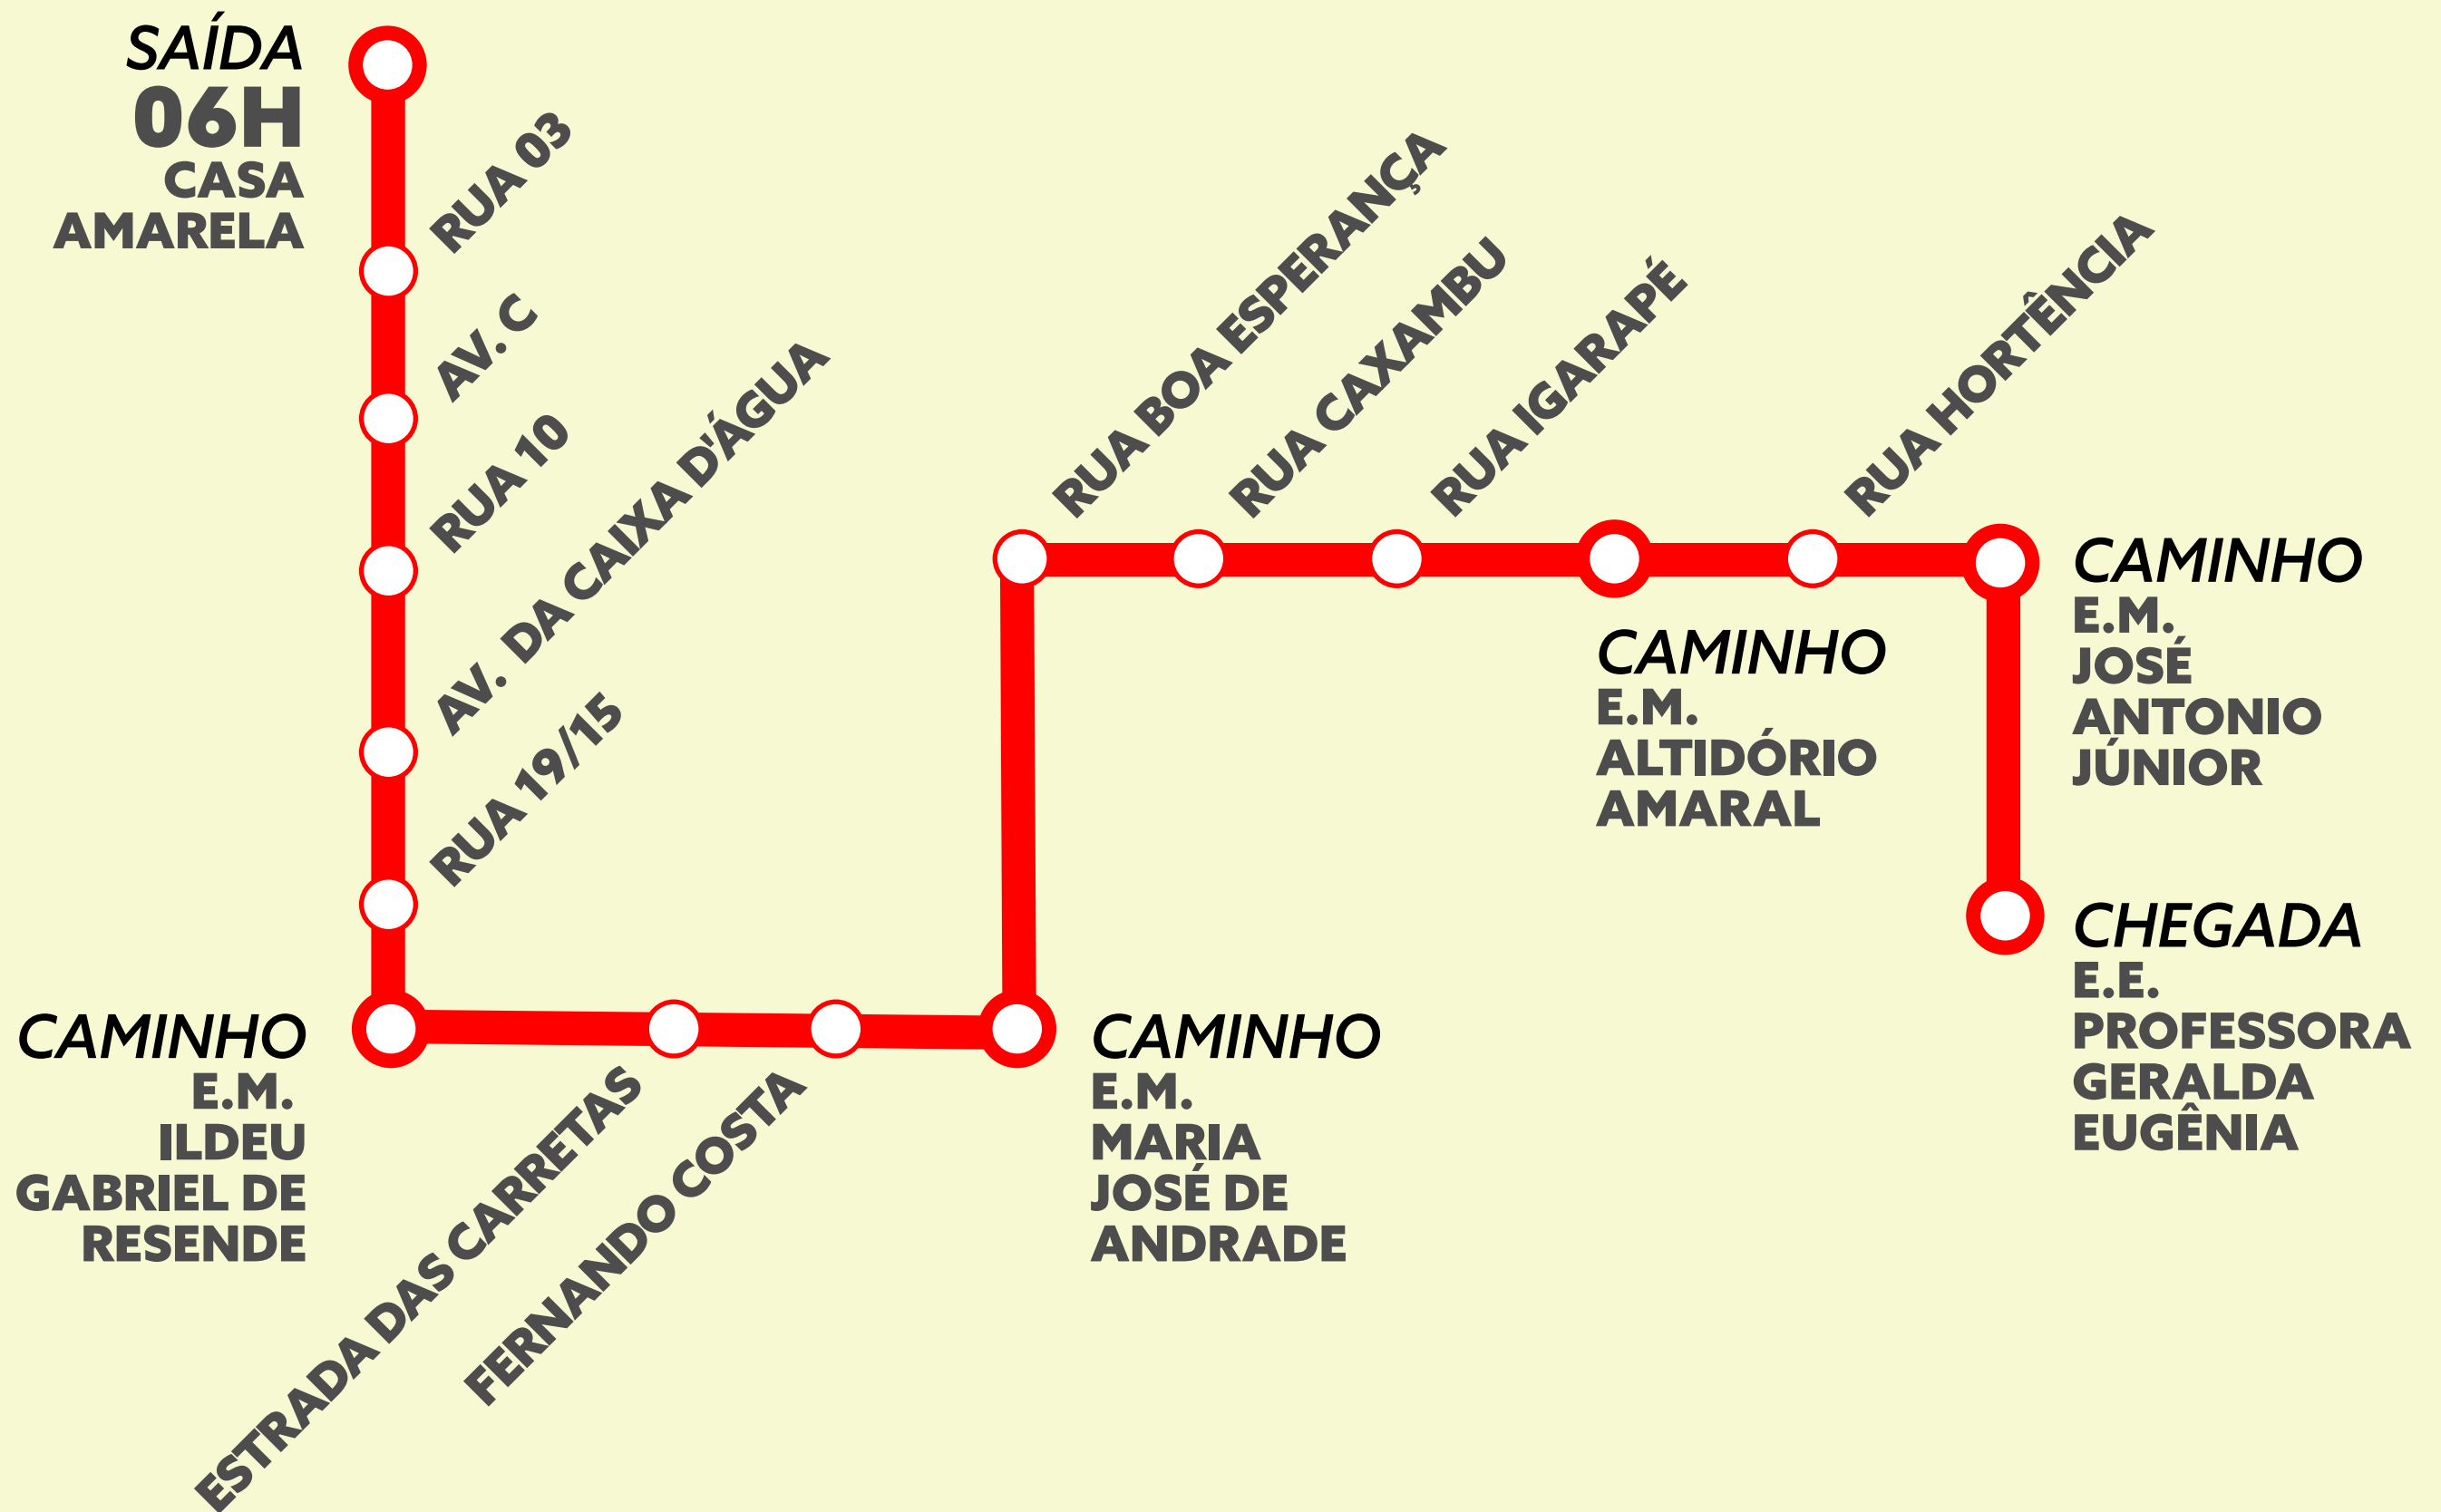 SAÍDA
06H
CASA
AMARELA
RUA 03
AV. C
RUA 10
AV. DA CAIXA D'ÁGUA
RUA 19/15
CAMINHO
E.M.
ILDEU
GABRIEL DE
RESENDE
ESTRADA DAS CARRETAS
FERNANDO COSTA
CAMINHO
E.M.
MARIA
JOSÉ DE
ANDRADE
RUA BOA ESPERANÇA
RUA CAXAMBU
RUA IGARAPÉ
CAMINHO
E.M.
ALTIDÓRIO
AMARAL
RUA HORTÊNCIA
CAMINHO
E.M.
JOSÉ
ANTONIO
JÚNIOR
CHEGADA
E.E.
PROFESSORA
GERALDA
EUGÊNIA